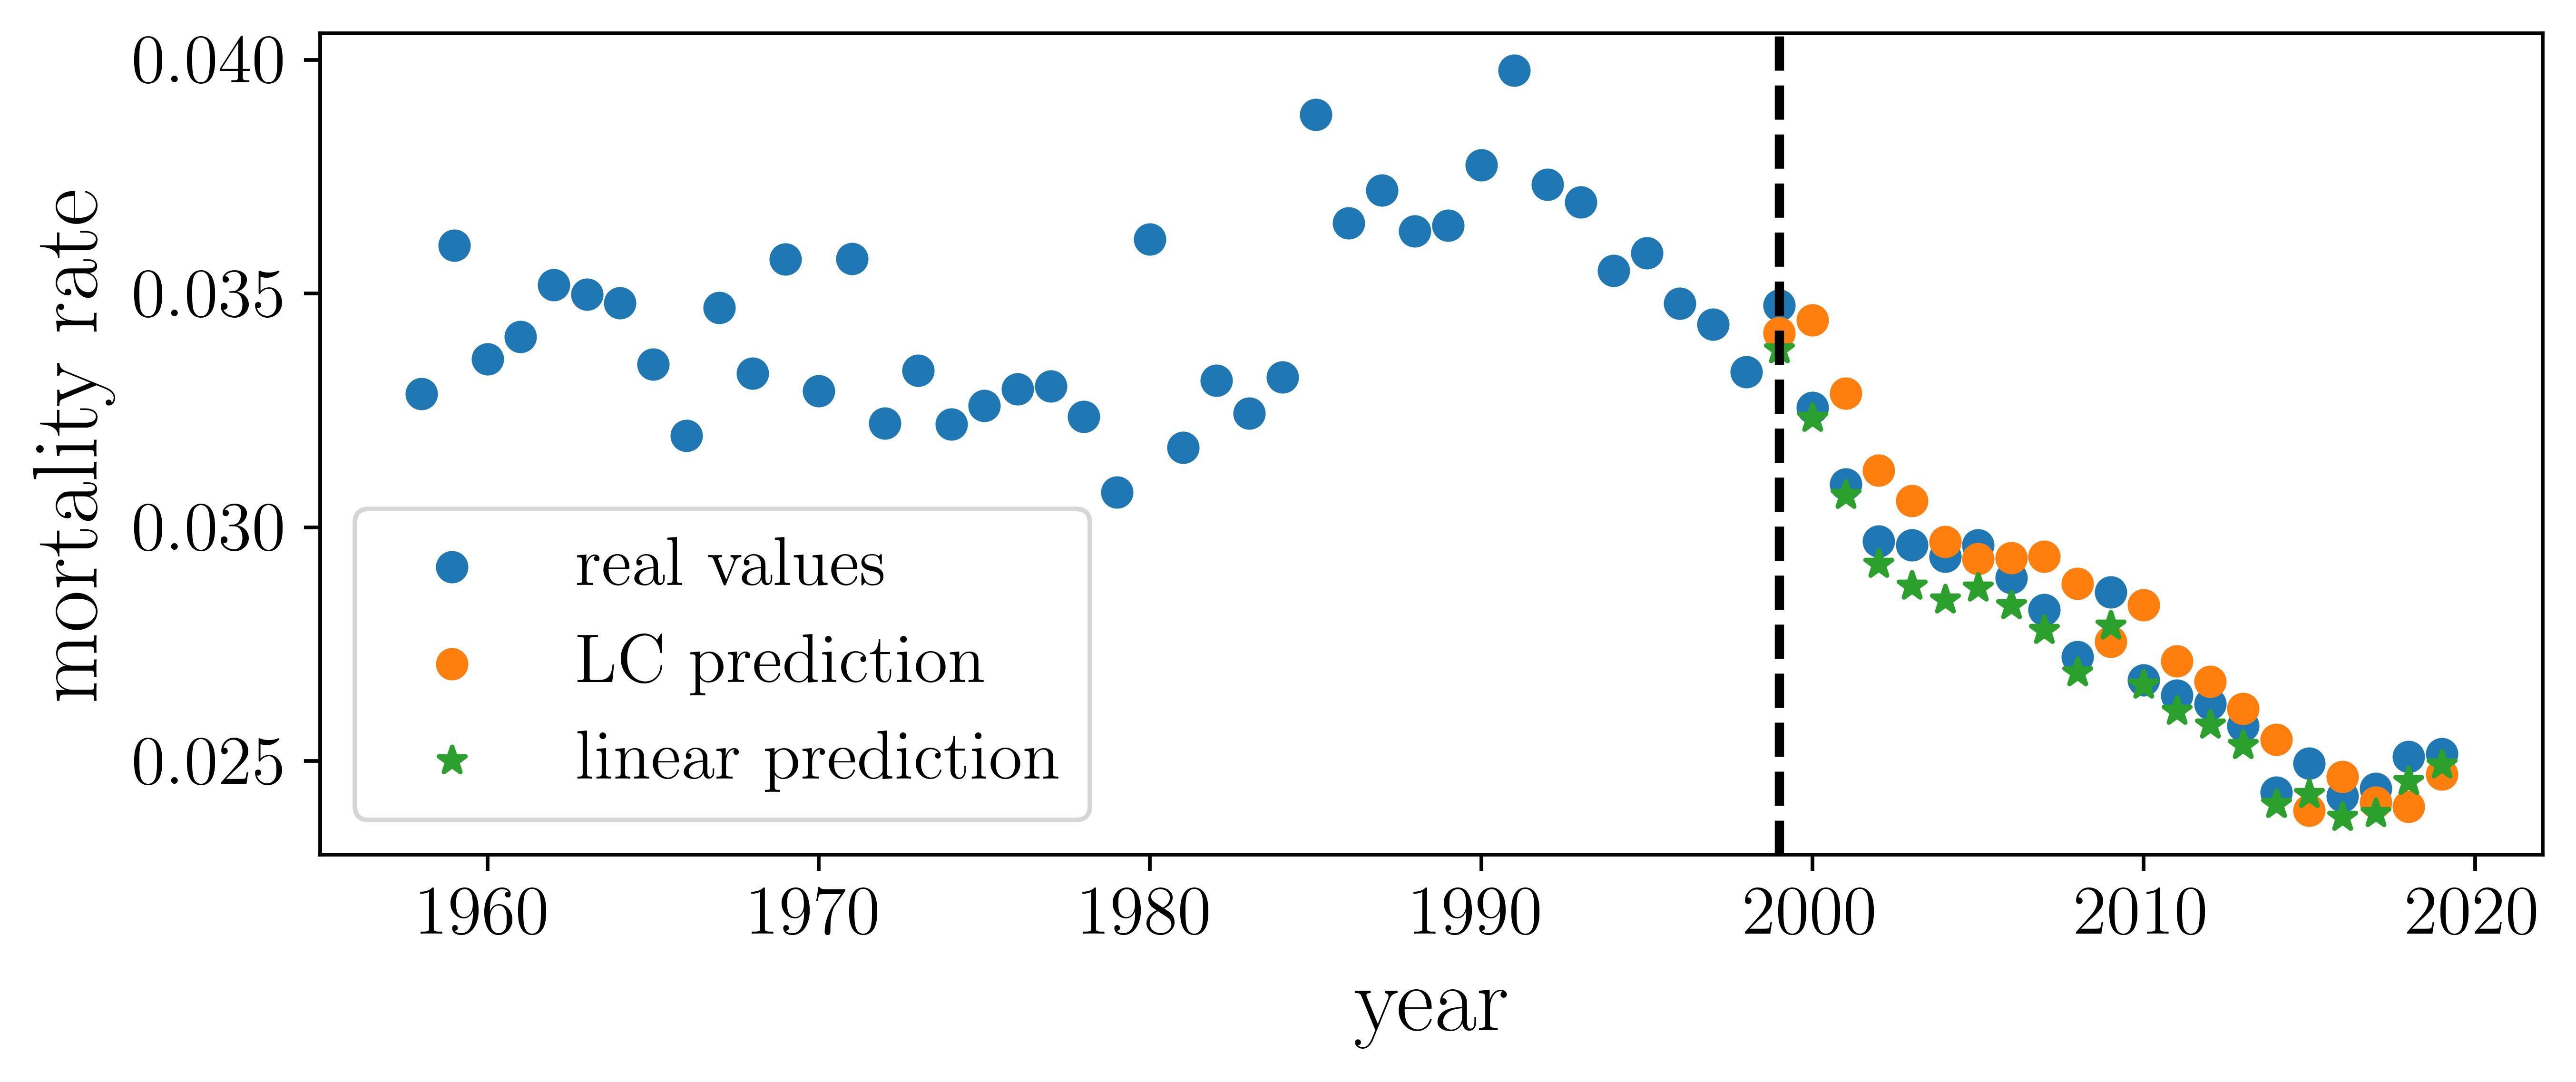 0.040
0.035
0.030
0.025
mortality rate
real values
LC prediction
linear prediction
1960 1970 1980 1990 2000 2010 2020
year